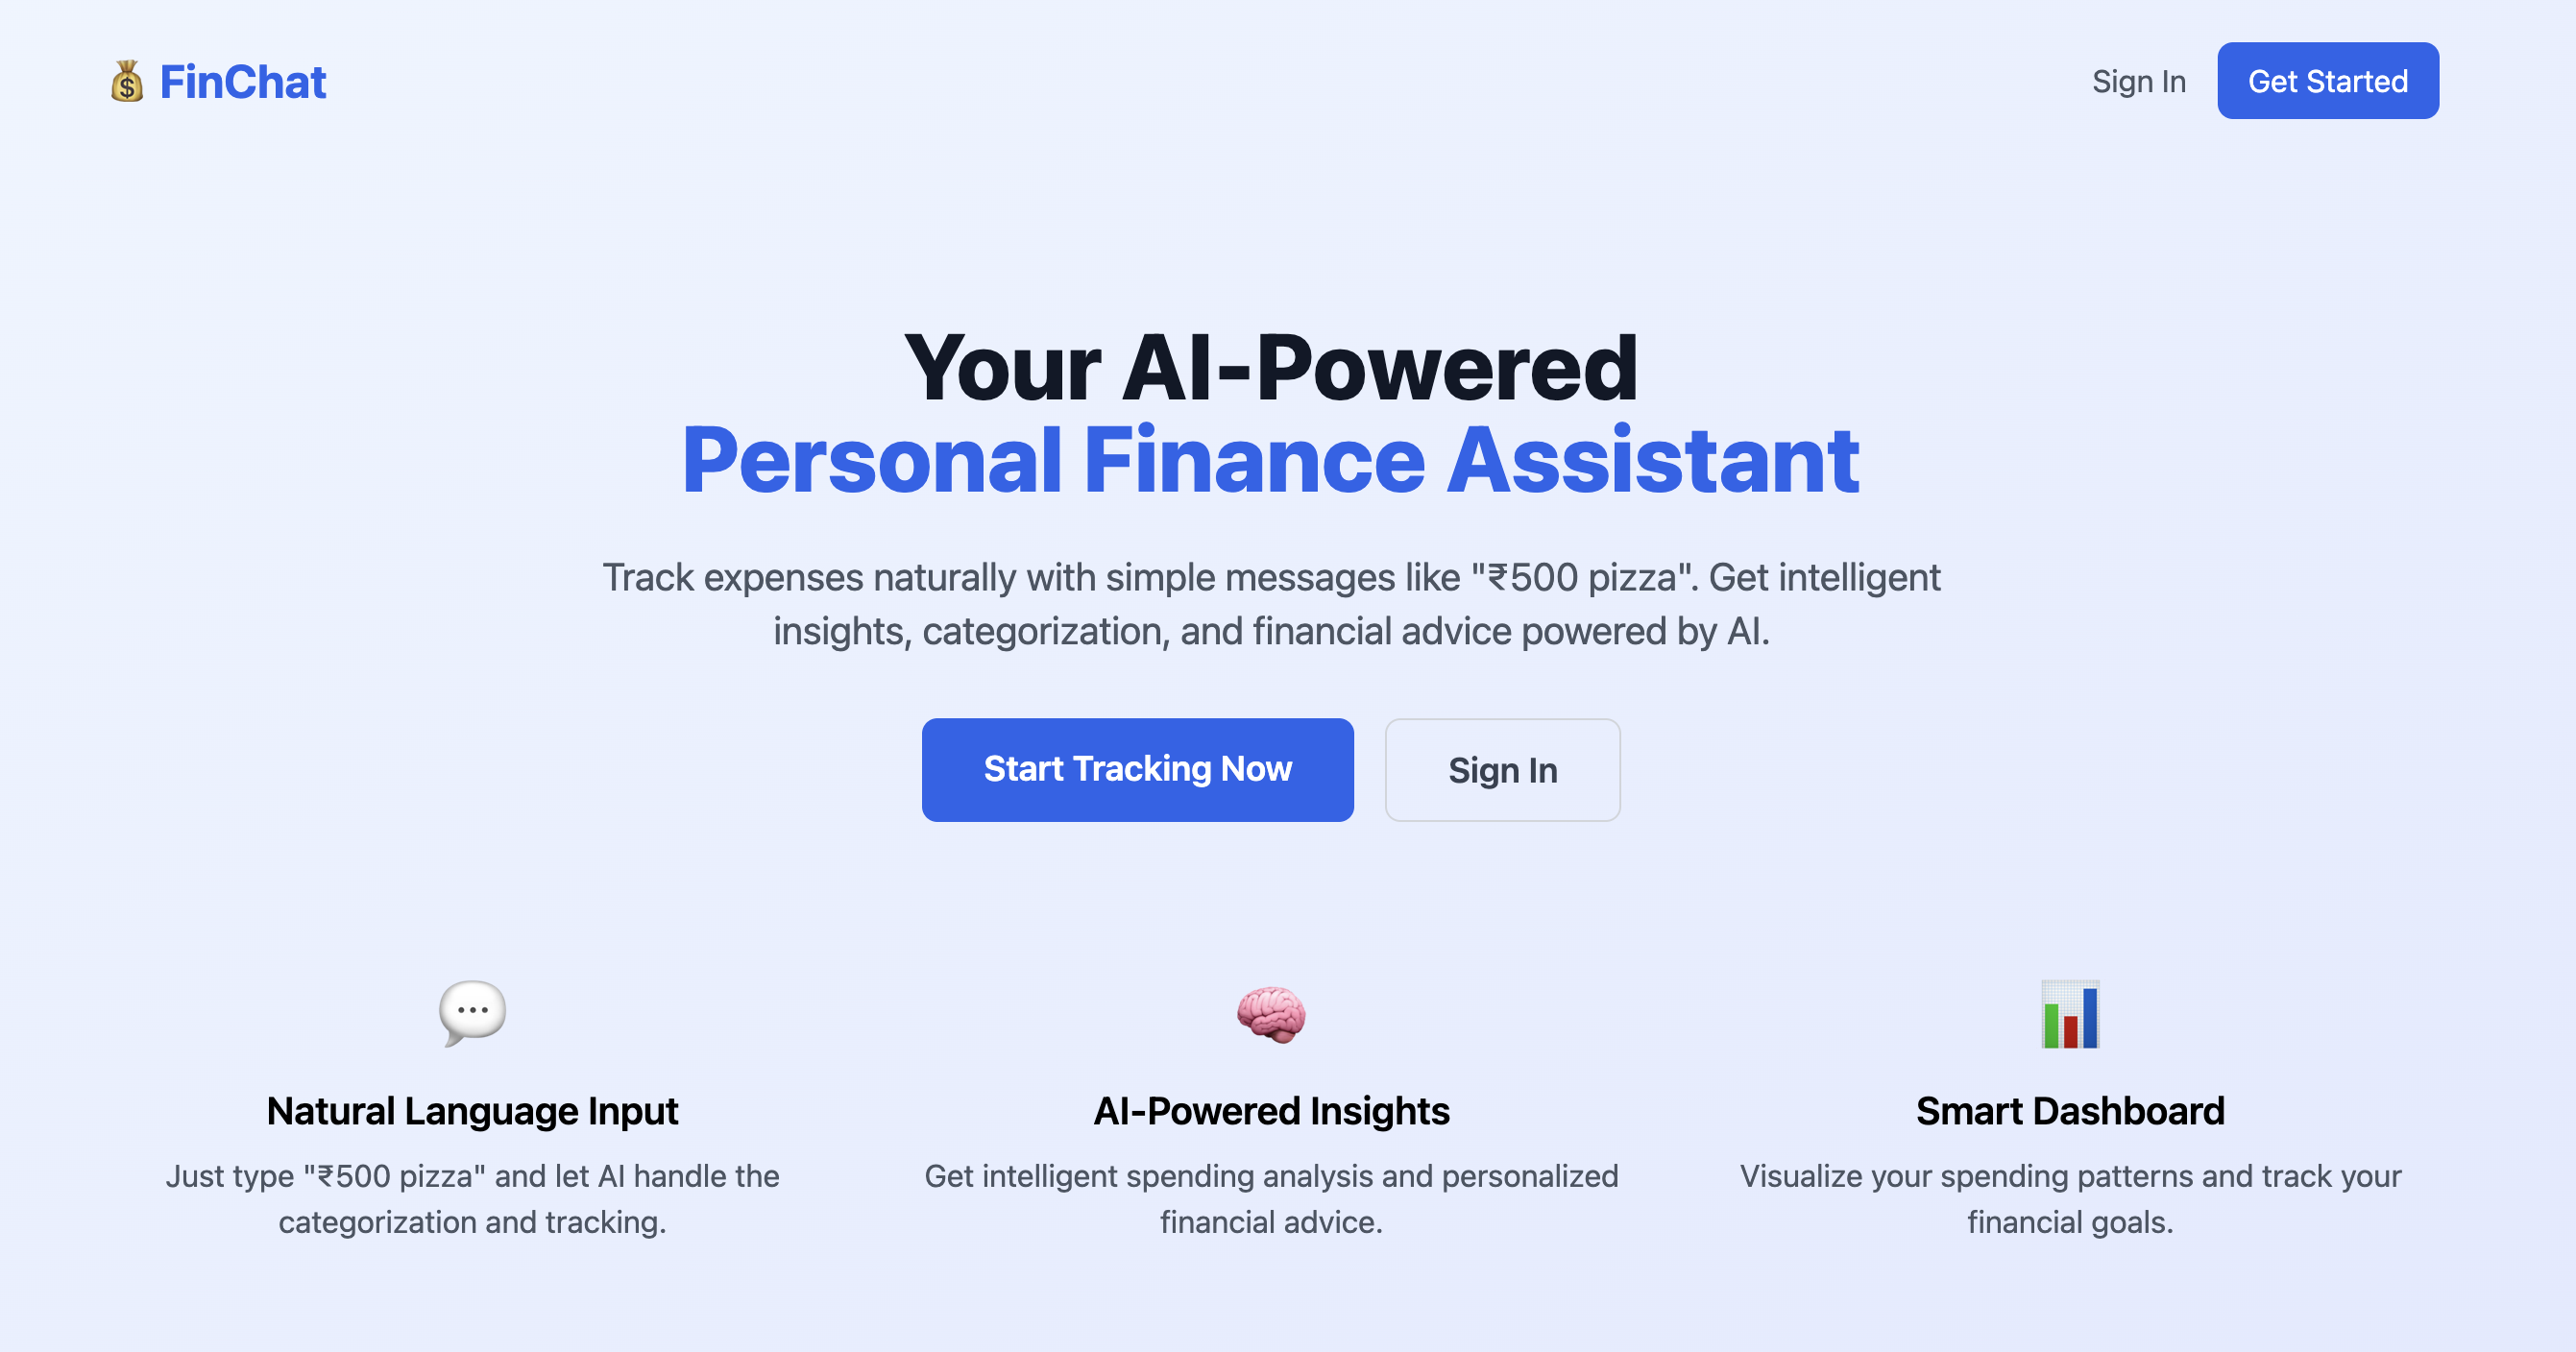 FinChat
Sign In
Get Started
Your AI-Powered
Personal Finance Assistant
Track expenses naturally with simple messages like "₹500 pizza". Get intelligent
insights, categorization, and financial advice powered by AI.
Start Tracking Now
Sign In
Natural Language Input
Just type "₹500 pizza" and let AI handle the
categorization and tracking.
AI-Powered Insights
Get intelligent spending analysis and personalized
financial advice.
Smart Dashboard
Visualize your spending patterns and track your
financial goals.